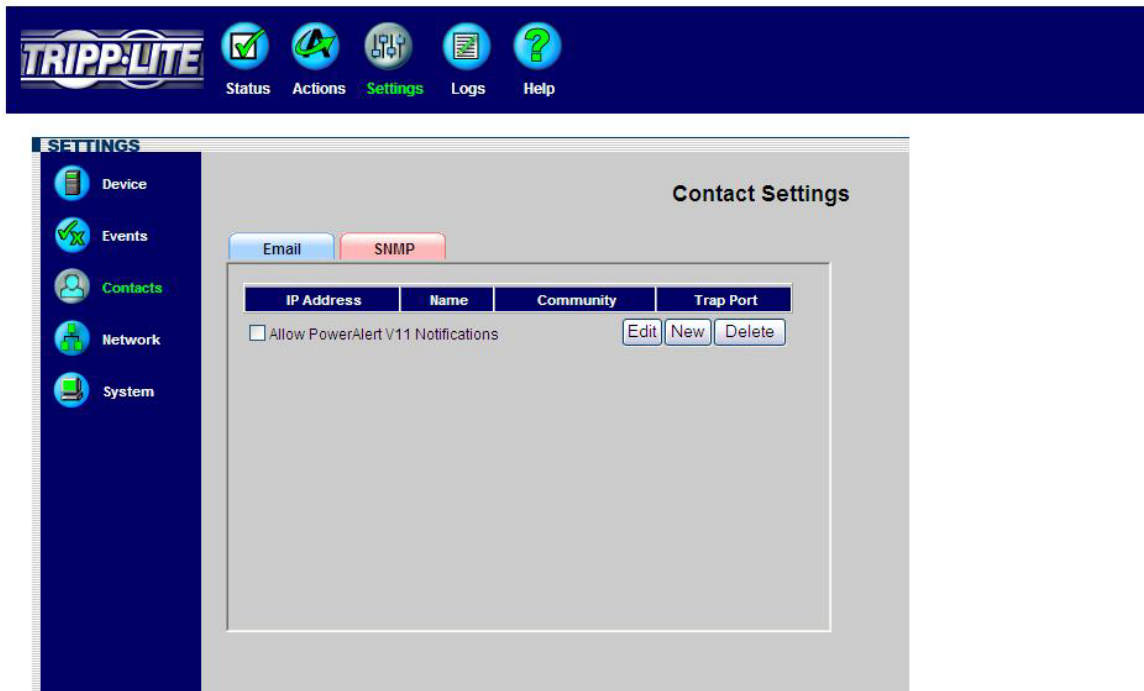 TRIPP·LITE
Status Actions Settings Logs Help
SETTINGS
Device
Contact Settings
Events
Email SNMP
Contacts
IP Address Name Community Trap Port
Allow PowerAlert V11 Notifications Edit New Delete
Network
System